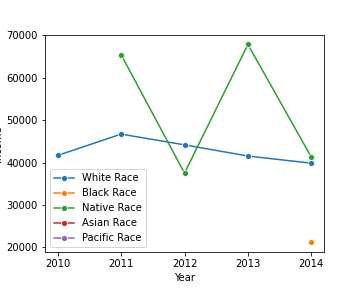 70000
60000
50000
40000
30000
20000
White Race
Black Race
Native Race
Asian Race
Pacific Race
2010 2011 2012 2013 2014
Year